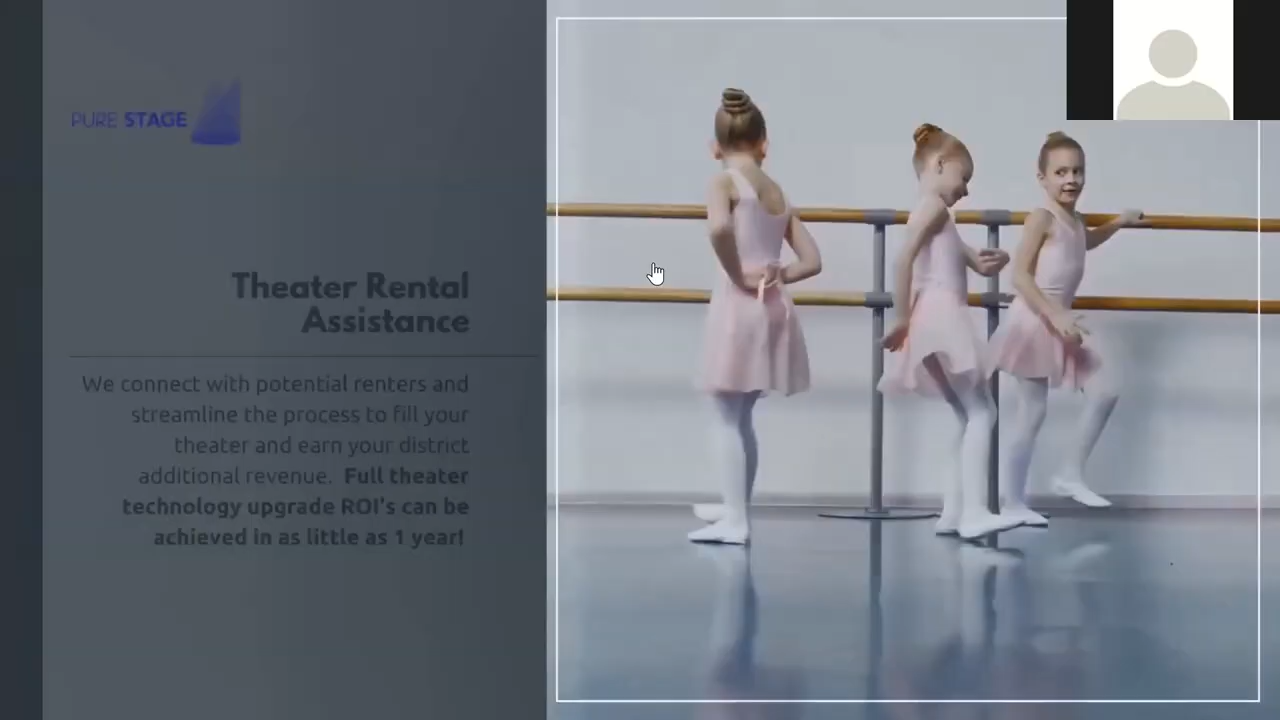 PURE STAGE
Theater Rental
Assistance
We connect with potential renters and
streamline the process to fill your
theater and earn your district
additional revenue. Full theater
technology upgrade ROI's can be
achieved in as little as 1 year!